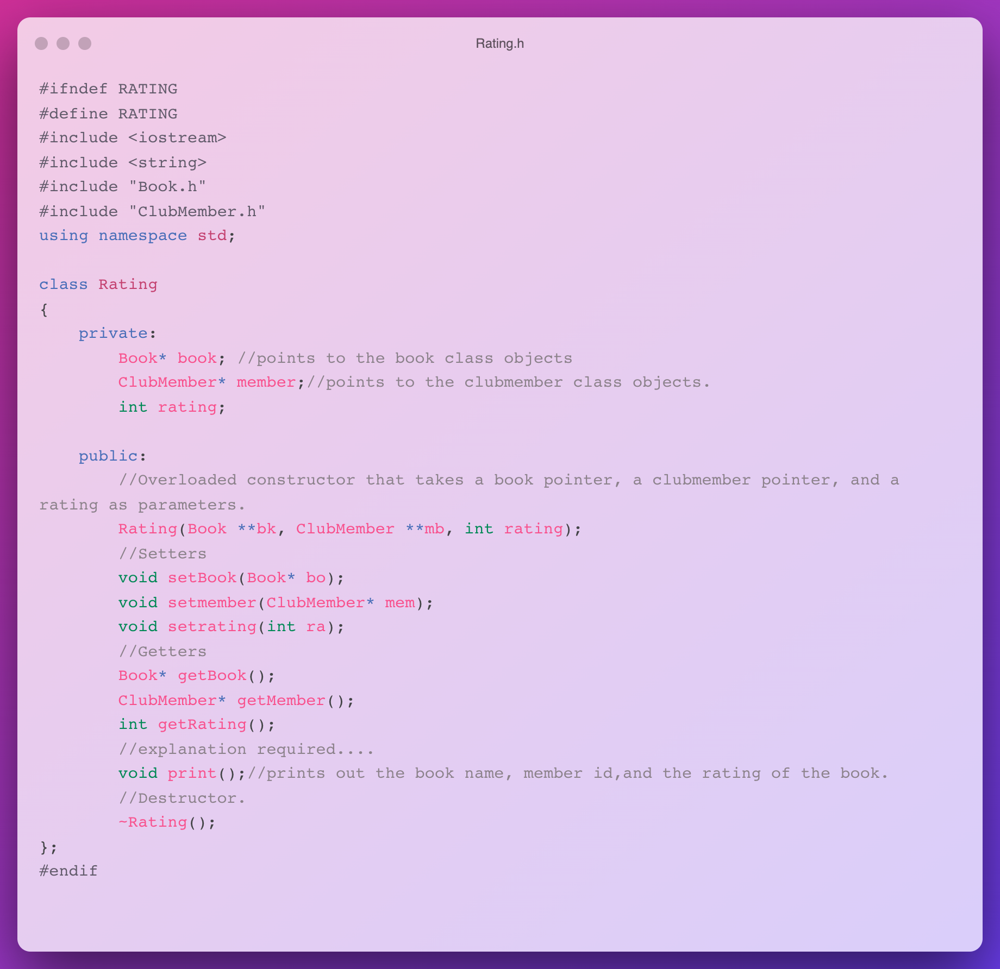 Rating.h
#ifndef RATING
#define RATING
#include <iostream>
#include <string>
#include "Book.h"
#include "ClubMember.h"
using namespace std;

class Rating
{
    private:
        Book* book; //points to the book class objects
        ClubMember* member;//points to the clubmember class objects.
        int rating;

    public:
        //Overloaded constructor that takes a book pointer, a clubmember pointer, and a
rating as parameters.
        Rating(Book **bk, ClubMember **mb, int rating);
        //Setters
        void setBook(Book* bo);
        void setmember(ClubMember* mem);
        void setrating(int ra);
        //Getters
        Book* getBook();
        ClubMember* getMember();
        int getRating();
        //explanation required....
        void print();//prints out the book name, member id,and the rating of the book.
        //Destructor.
        ~Rating();
};
#endif